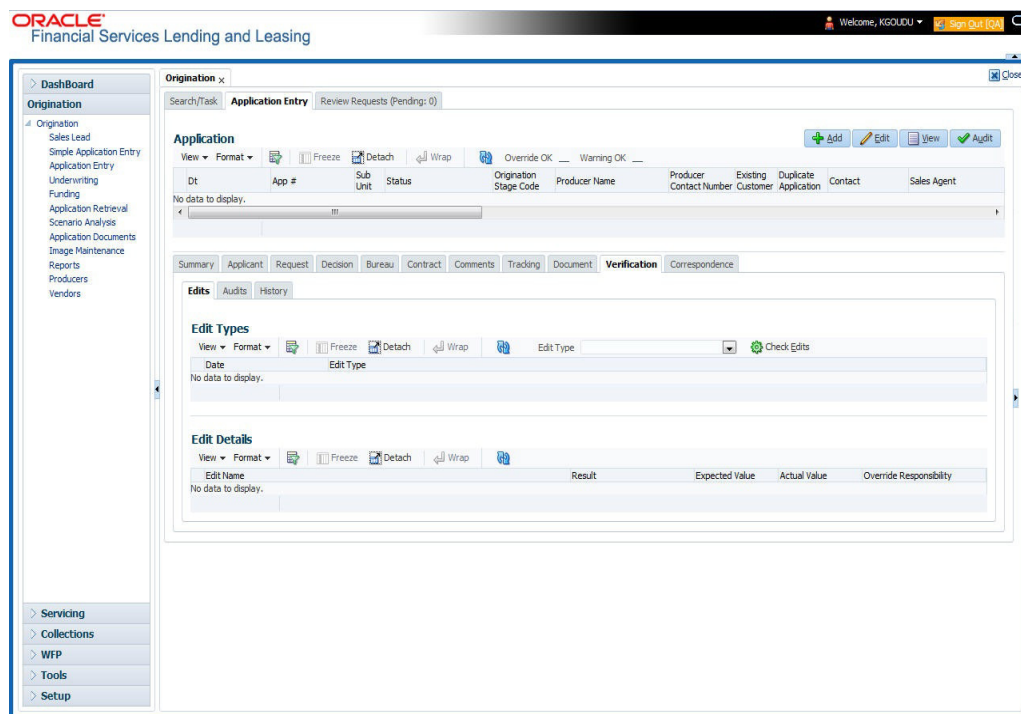 ORACLE
Financial Services Lending and Leasing
Welcome, KGOUDU
Sign Out [QA]
Close
DashBoard
Origination
Origination
Sales Lead
Simple Application Entry
Application Entry
Underwriting
Funding
Application Retrieval
Scenario Analysis
Application Documents
Image Maintenance
Reports
Producers
Vendors
Servicing
Collections
WFP
Tools
Setup
Origination x
Search/Task Application Entry Review Requests (Pending: 0)
Application
Add Edit View Audit
View Format Freeze Detach Wrap Override OK __ Warning OK __
Dt App # Sub Unit Status Origination Stage Code Producer Name Producer Contact Number Existing Customer Duplicate Application Contact Sales Agent
No data to display.
Summary Applicant Request Decision Bureau Contract Comments Tracking Document Verification Correspondence
Edits Audits History
Edit Types
View Format Freeze Detach Wrap Edit Type Check Edits
Date Edit Type
No data to display.
Edit Details
View Format Freeze Detach Wrap
Edit Name Result Expected Value Actual Value Override Responsibility
No data to display.